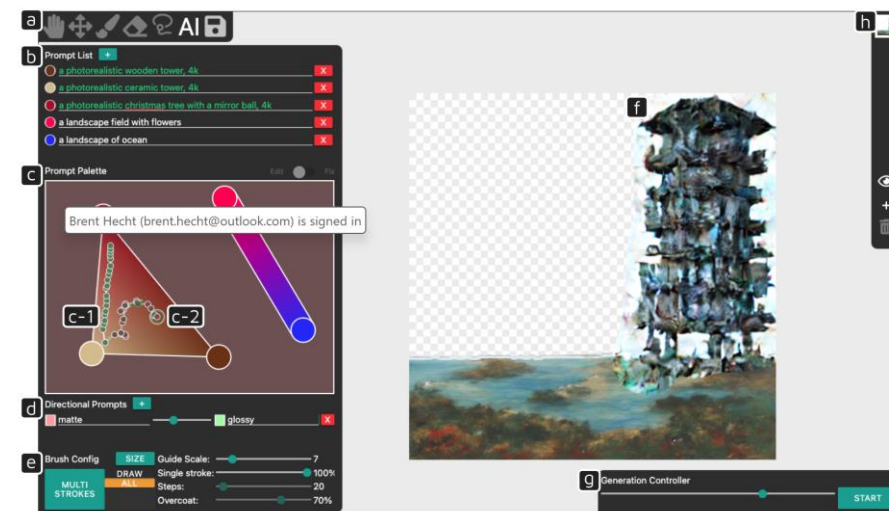 a
AI
h
b
Prompt List +
a photorealistic wooden tower, 4k X
a photorealistic ceramic tower, 4k X
a photorealistic christmas tree with a mirror ball, 4k X
a landscape field with flowers X
a landscape of ocean X
f
c
Prompt Palette Edit Fix
Brent Hecht (brent.hecht@outlook.com) is signed in
c-1 c-2
+
d
Directional Prompts +
matte glossy X
e
Brush Config SIZE Guide Scale: 7
DRAW Single stroke: 100%
MULTI STROKES ALL Steps: 20
Overcoat: 70%
g
Generation Controller
START